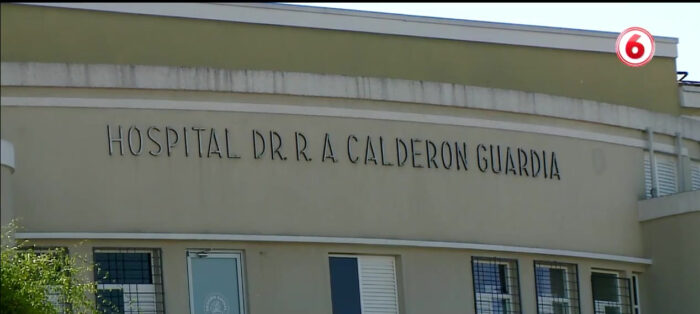 6
HOSPITAL DR. R. A CALDERON GUARDIA